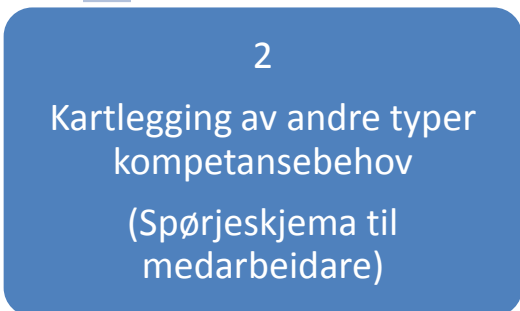 2
Kartlegging av andre typer
kompetansebehov
(Spørjeskjema til
medarbeidare)